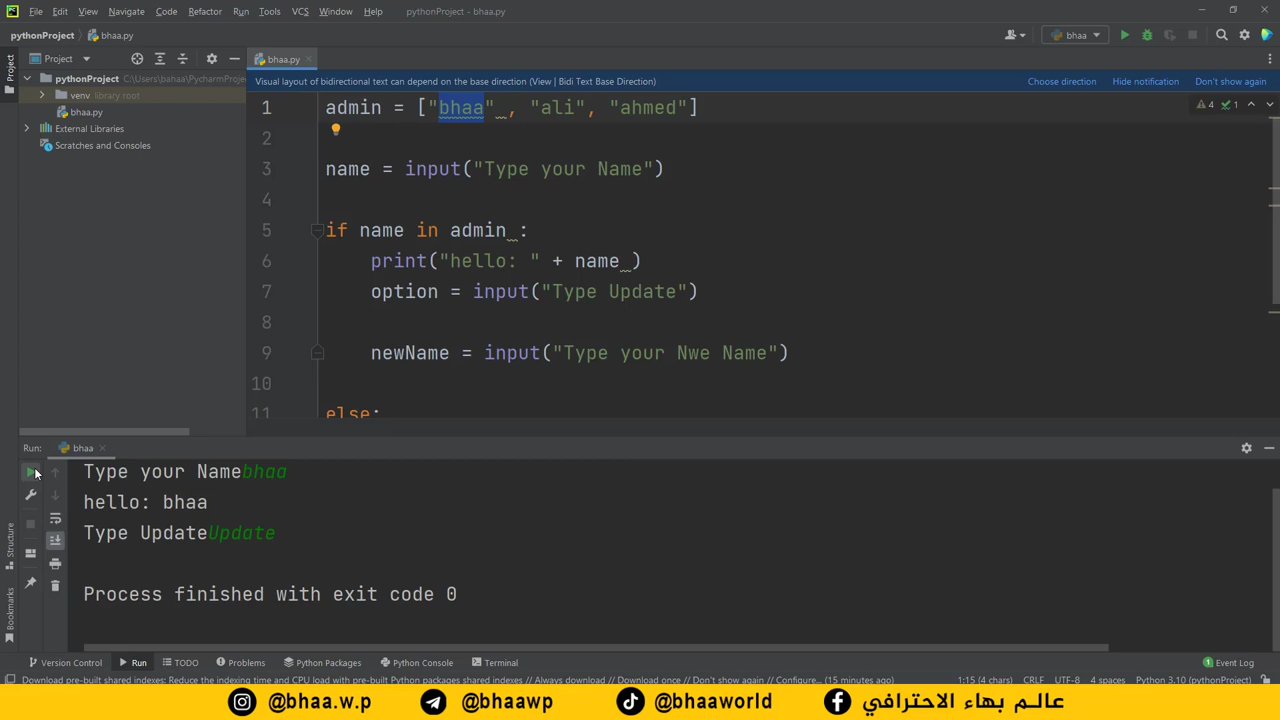 File Edit View Navigate Code Refactor Run Tools VCS Window Help pythonProject - bhaa.py
pythonProject bhaa.py bhaa
Project bhaa.py
Project
pythonProject C:\Users\bahaa\PycharmProje
venv library root
bhaa.py
External Libraries
Scratches and Consoles
Visual layout of bidirectional text can depend on the base direction (View | Bidi Text Base Direction) Choose direction Hide notification Don't show again
4 1
1 admin = ["bhaa" , "ali", "ahmed"]
2
3 name = input("Type your Name")
4
5 if name in admin :
6 print("hello: " + name )
7 option = input("Type Update")
8
9 newName = input("Type your Nwe Name")
10
11 else:
Run: bhaa
Type your Namebhaa
hello: bhaa
Type UpdateUpdate
Process finished with exit code 0
Structure
Bookmarks
Version Control Run TODO Problems Python Packages Python Console Terminal Event Log
Download pre-built shared indexes: Reduce the indexing time and CPU load with pre-built Python packages shared indexes // Always download // Download once // Don't show again // Configure... (15 minutes ago) 1:15 (4 chars) CRLF UTF-8 4 spaces Python 3.10 (pythonProject)
@bhaa.w.p @bhaawp @bhaaworld عالم بهاء الاحترافي